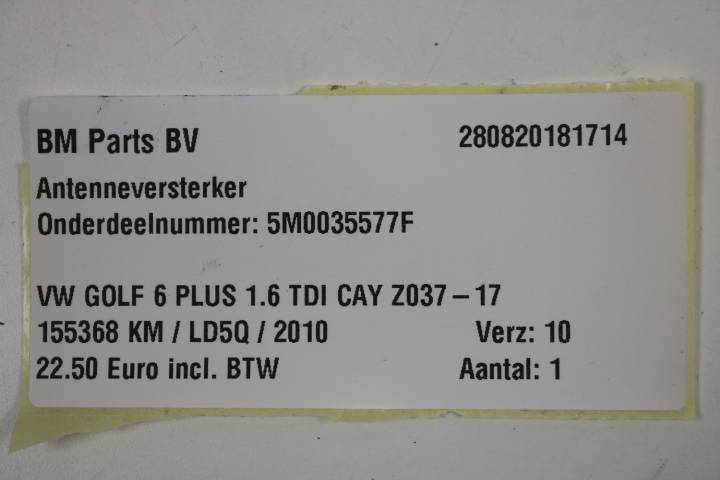 BM Parts BV 280820181714
Antenneversterker
Onderdeelnummer: 5M0035577F
VW GOLF 6 PLUS 1.6 TDI CAY Z037 – 17
155368 KM / LD5Q / 2010 Verz: 10
22.50 Euro incl. BTW Aantal: 1